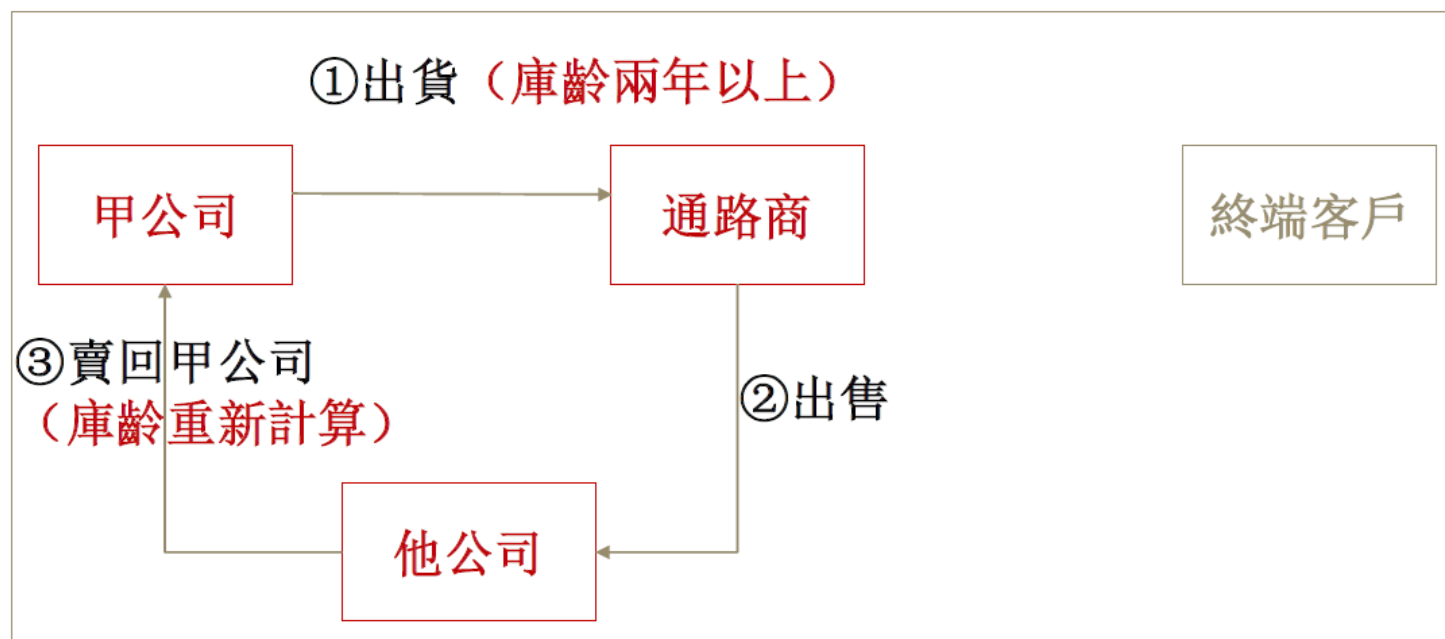 ①出貨（庫齡兩年以上）
甲公司
通路商
終端客戶
③賣回甲公司
（庫齡重新計算）
②出售
他公司